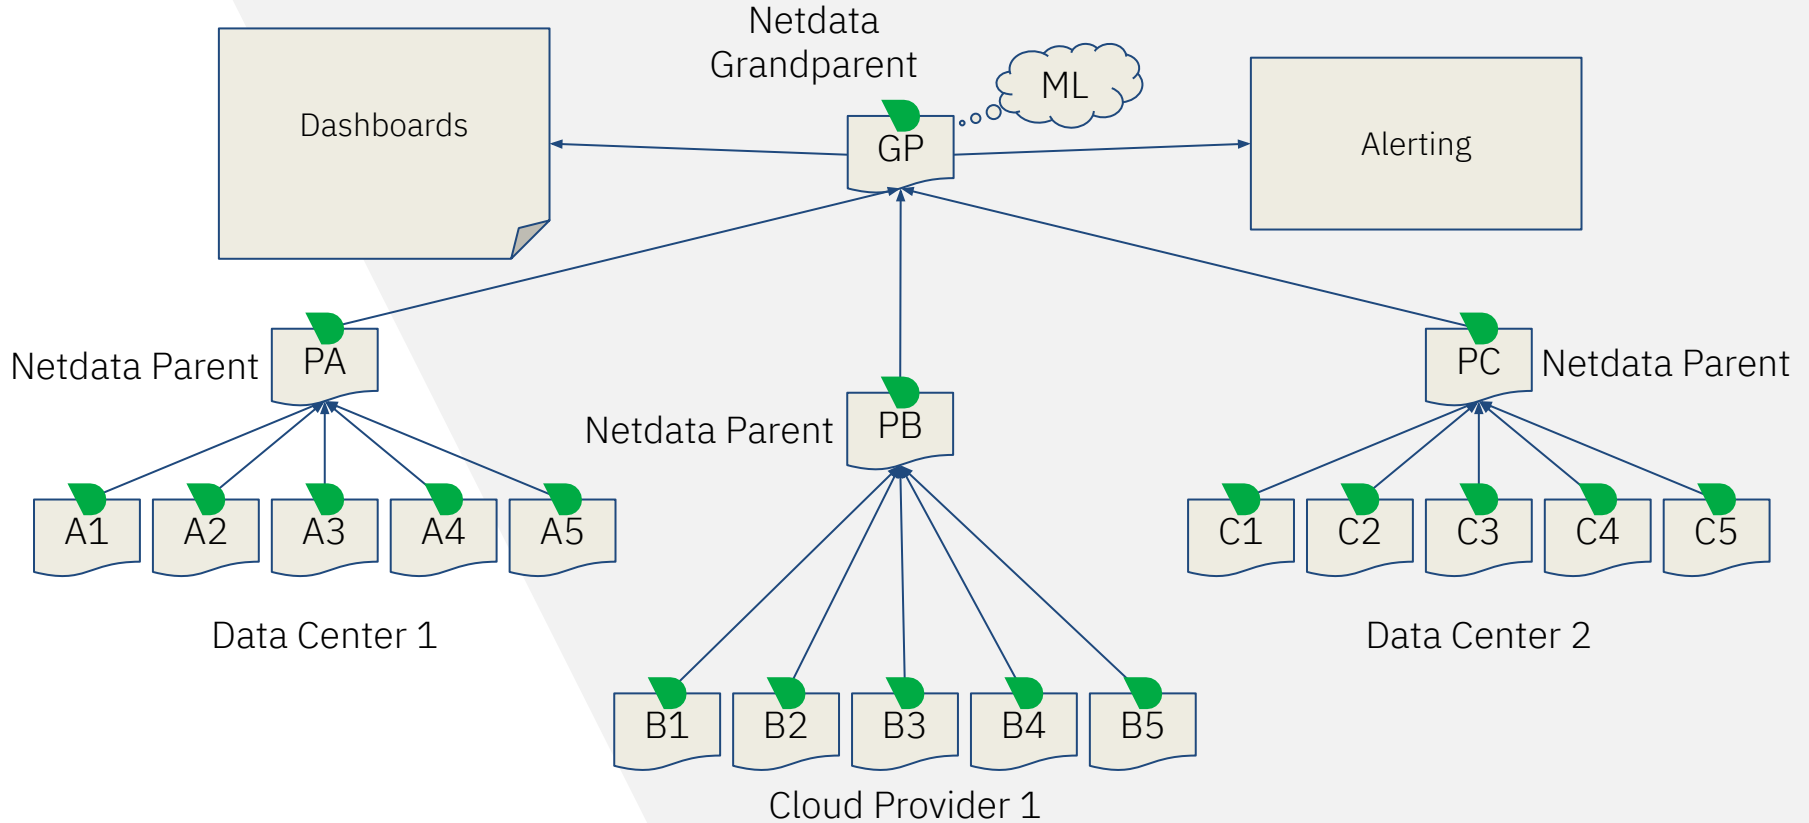 Netdata
Grandparent
ML
Dashboards
GP
Alerting
Netdata Parent
PA
PC
Netdata Parent
Netdata Parent
PB
A1
A2
A3
A4
A5
C1
C2
C3
C4
C5
Data Center 1
Data Center 2
B1
B2
B3
B4
B5
Cloud Provider 1